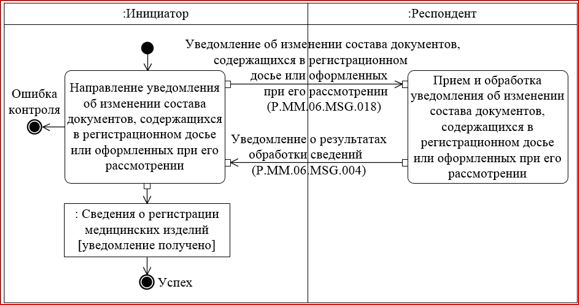 :Инициатор
:Респондент
Уведомление об изменении состава документов,
содержащихся в регистрационном
досье или оформленных
при его рассмотрении
(P.MM.06.MSG.018)
Ошибка
контроля
Направление уведомления
об изменении состава
документов, содержащихся
в регистрационном досье
или оформленных при его
рассмотрении
Прием и обработка
уведомления об изменении
состава документов,
содержащихся в
регистрационном досье
или оформленных при его
рассмотрении
Уведомление о результатах
обработки сведений
(P.MM.06.MSG.004)
: Сведения о регистрации
медицинских изделий
[уведомление получено]
Успех